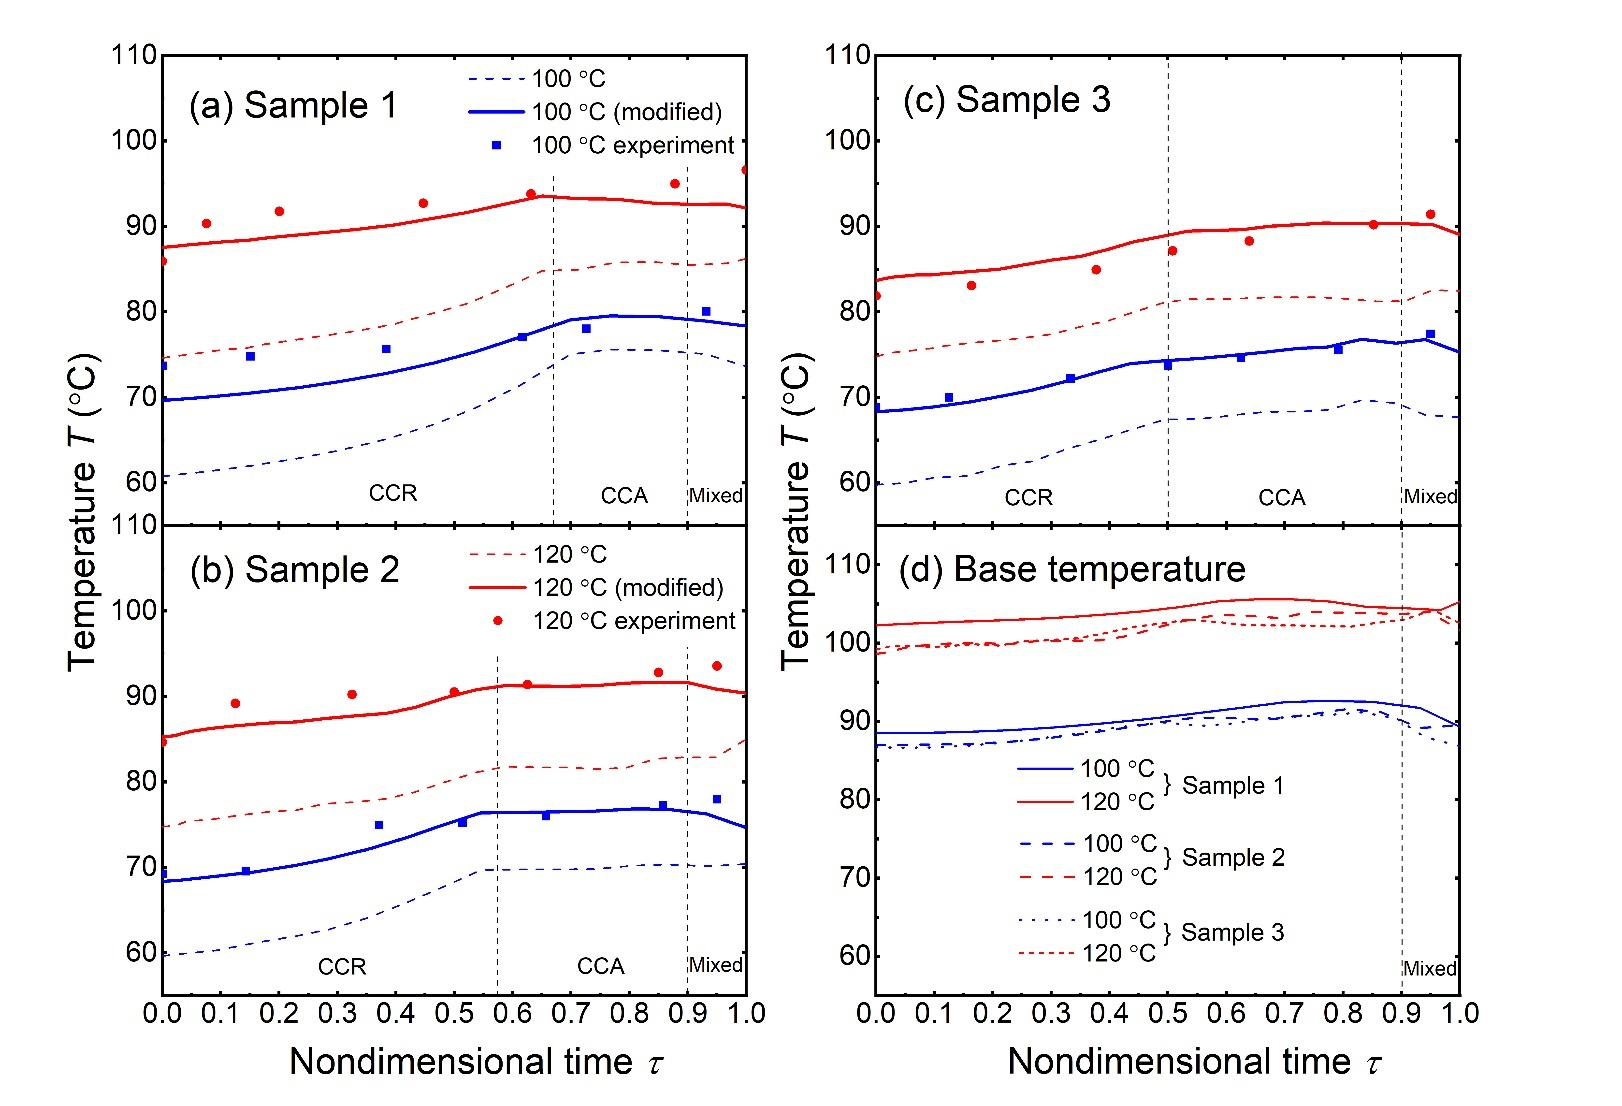 110
100
90
80
70
60
(a) Sample 1
100 °C
100 °C (modified)
100 °C experiment
CCR
CCA
Mixed
110
100
90
80
70
60
(b) Sample 2
120 °C
120 °C (modified)
120 °C experiment
CCR
CCA
Mixed
0.0 0.1 0.2 0.3 0.4 0.5 0.6 0.7 0.8 0.9 1.0
Nondimensional time τ
Temperature T (°C)
110
100
90
80
70
60
(c) Sample 3
CCR
CCA
Mixed
110
100
90
80
70
60
(d) Base temperature
100 °C
120 °C
} Sample 1
100 °C
120 °C
} Sample 2
100 °C
120 °C
} Sample 3
Mixed
0.0 0.1 0.2 0.3 0.4 0.5 0.6 0.7 0.8 0.9 1.0
Nondimensional time τ
Temperature T (°C)